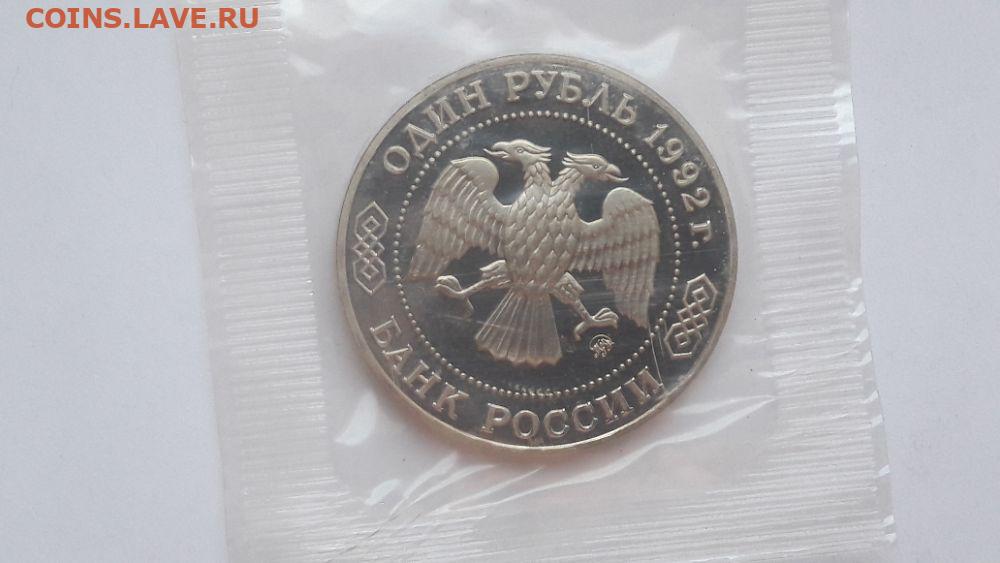 COINS.LAVE.RU
ОДИН РУБЛЬ 1992 г.
БАНК РОССИИ